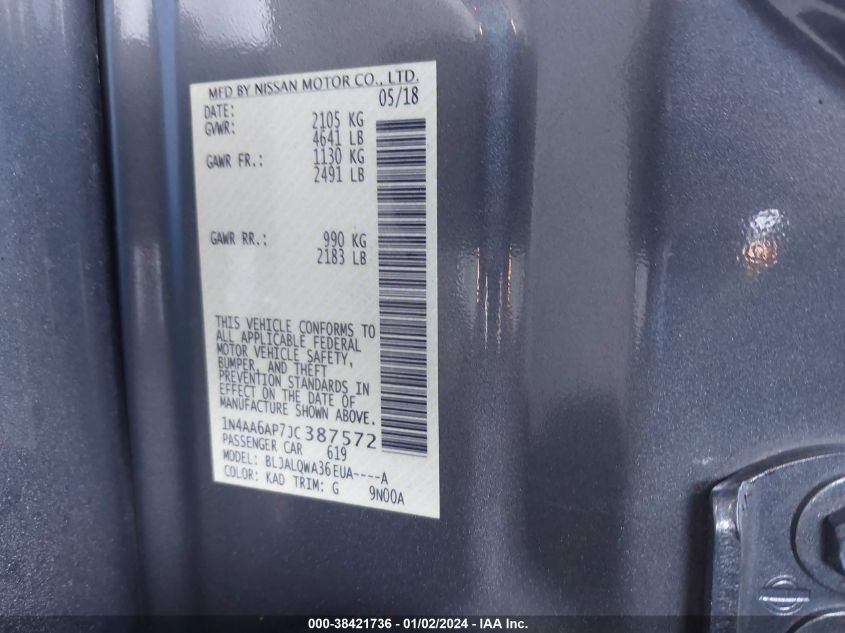 MFD BY NISSAN MOTOR CO., LTD.
DATE: 05/18
GVWR: 2105 KG
4641 LB
GAWR FR.: 1130 KG
2491 LB
GAWR RR.: 990 KG
2183 LB
THIS VEHICLE CONFORMS TO
ALL APPLICABLE FEDERAL
MOTOR VEHICLE SAFETY,
BUMPER, AND THEFT
PREVENTION STANDARDS IN
EFFECT ON THE DATE OF
MANUFACTURE SHOWN ABOVE.
1N4AA6AP7JC387572
PASSENGER CAR 619
MODEL: BLJALQWA36EUA----A
COLOR: KAD TRIM: G 9N00A
000-38421736 - 01/02/2024 - IAA Inc.